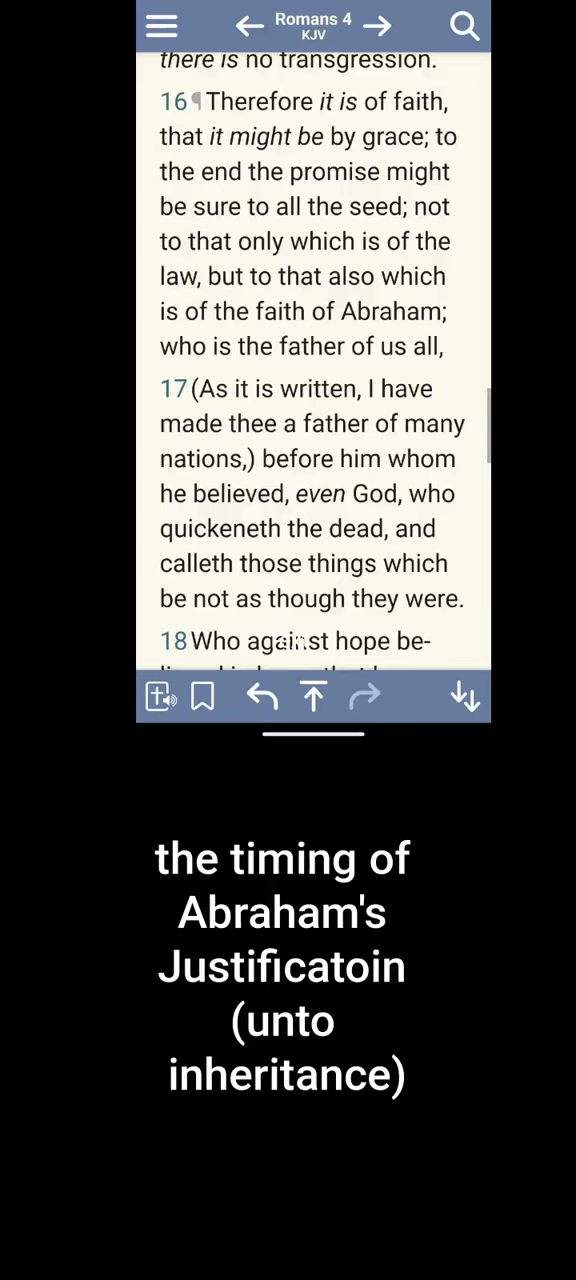 Romans 4
KJV
there is no transgression.
16¶Therefore it is of faith,
that it might be by grace; to
the end the promise might
be sure to all the seed; not
to that only which is of the
law, but to that also which
is of the faith of Abraham;
who is the father of us all,
17(As it is written, I have
made thee a father of many
nations,) before him whom
he believed, even God, who
quickeneth the dead, and
calleth those things which
be not as though they were.
18Who against hope be-
the timing of
Abraham's
Justificatoin
(unto
inheritance)